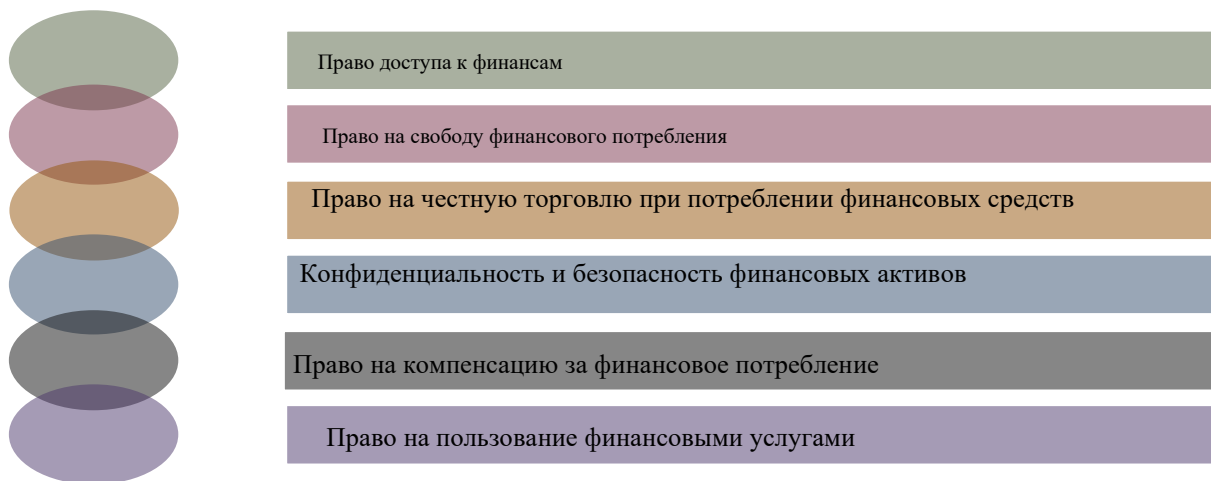 Право доступа к финансам
Право на свободу финансового потребления
Право на честную торговлю при потреблении финансовых средств
Конфиденциальность и безопасность финансовых активов
Право на компенсацию за финансовое потребление
Право на пользование финансовыми услугами